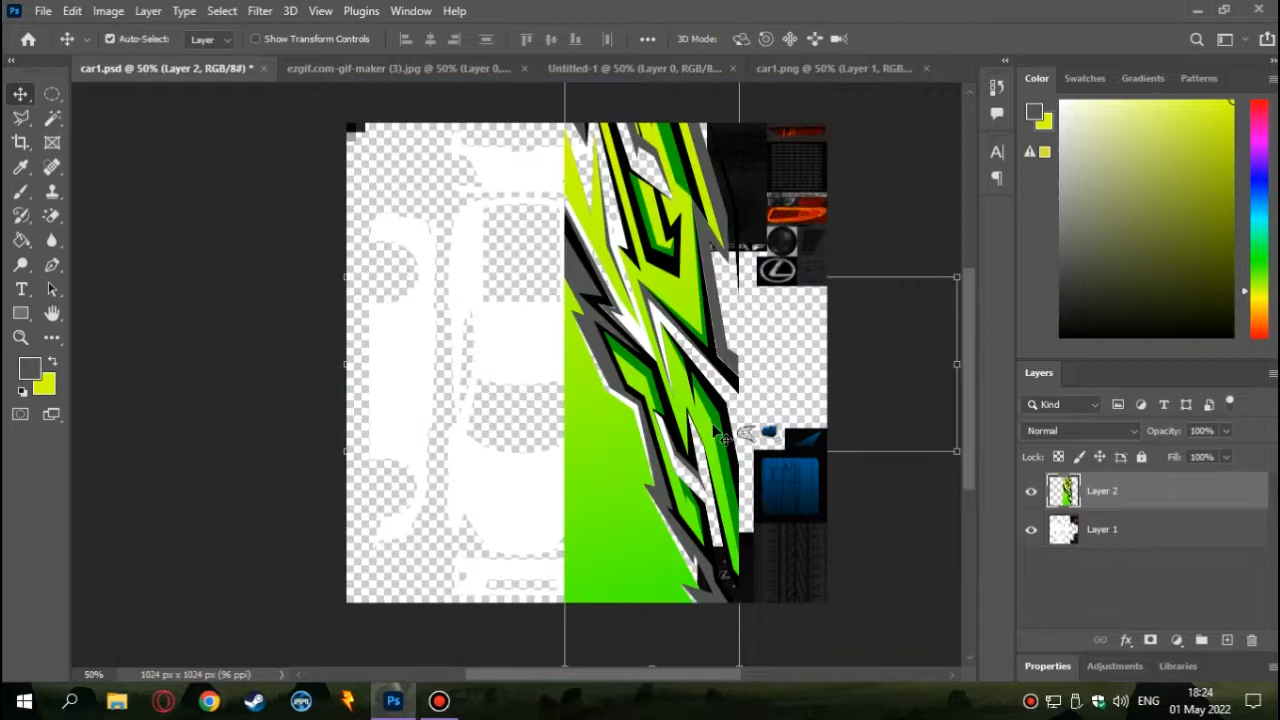 Ps File Edit Image Layer Type Select Filter 3D View Plugins Window Help
Auto-Select: Layer Show Transform Controls 3D Mode:
car1.psd @ 50% (Layer 2, RGB/8#) * ezgif.com-gif-maker (3).jpg @ 50% (Layer 0,... Untitled-1 @ 50% (Layer 0, RGB/8... car1.png @ 50% (Layer 1, RGB...
Color Swatches Gradients Patterns
Layers
Kind
Normal Opacity: 100%
Lock: Fill: 100%
Layer 2
Layer 1
fx
Properties Adjustments Libraries
50% 1024 px x 1024 px (96 ppi)
Ps ENG 18:24
01 May 2022